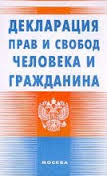 ДЕКЛАРАЦИЯ
ПРАВ И СВОБОД
ЧЕЛОВЕКА И
ГРАЖДАНИНА
МОСКВА